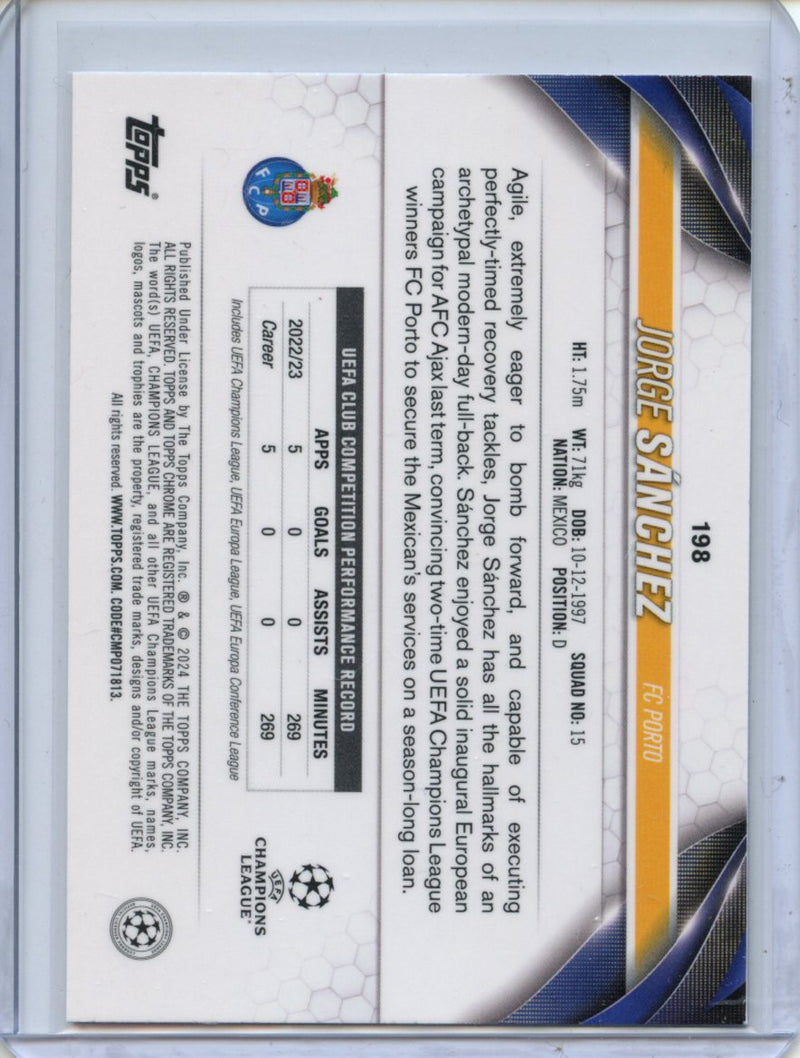 198
JORGE SÁNCHEZ FC PORTO
HT: 1.75m WT: 71kg DOB: 10-12-1997 SQUAD NO: 15
NATION: MEXICO POSITION: D
Agile, extremely eager to bomb forward, and capable of executing
perfectly-timed recovery tackles, Jorge Sánchez has all the hallmarks of an
archetypal modern-day full-back. Sánchez enjoyed a solid inaugural European
campaign for AFC Ajax last term, convincing two-time UEFA Champions League
winners FC Porto to secure the Mexican's services on a season-long loan.
FCP
UEFA CLUB COMPETITION PERFORMANCE RECORD
APPS GOALS ASSISTS MINUTES
2022/23 5 0 0 269
Career 5 0 0 269
Includes UEFA Champions League, UEFA Europa League, UEFA Europa Conference League
UEFA
CHAMPIONS
LEAGUE®
TOPPS®
Published Under License by The Topps Company, Inc. ® & © 2024 THE TOPPS COMPANY, INC.
ALL RIGHTS RESERVED. TOPPS AND TOPPS CHROME ARE REGISTERED TRADEMARKS OF THE TOPPS COMPANY, INC.
The word(s) UEFA, CHAMPIONS LEAGUE, and all other UEFA Champions League marks, names,
logos, mascots and trophies are the property, registered trade marks, designs and/or copyright of UEFA.
All rights reserved. WWW.TOPPS.COM. CODE#CMP071813.